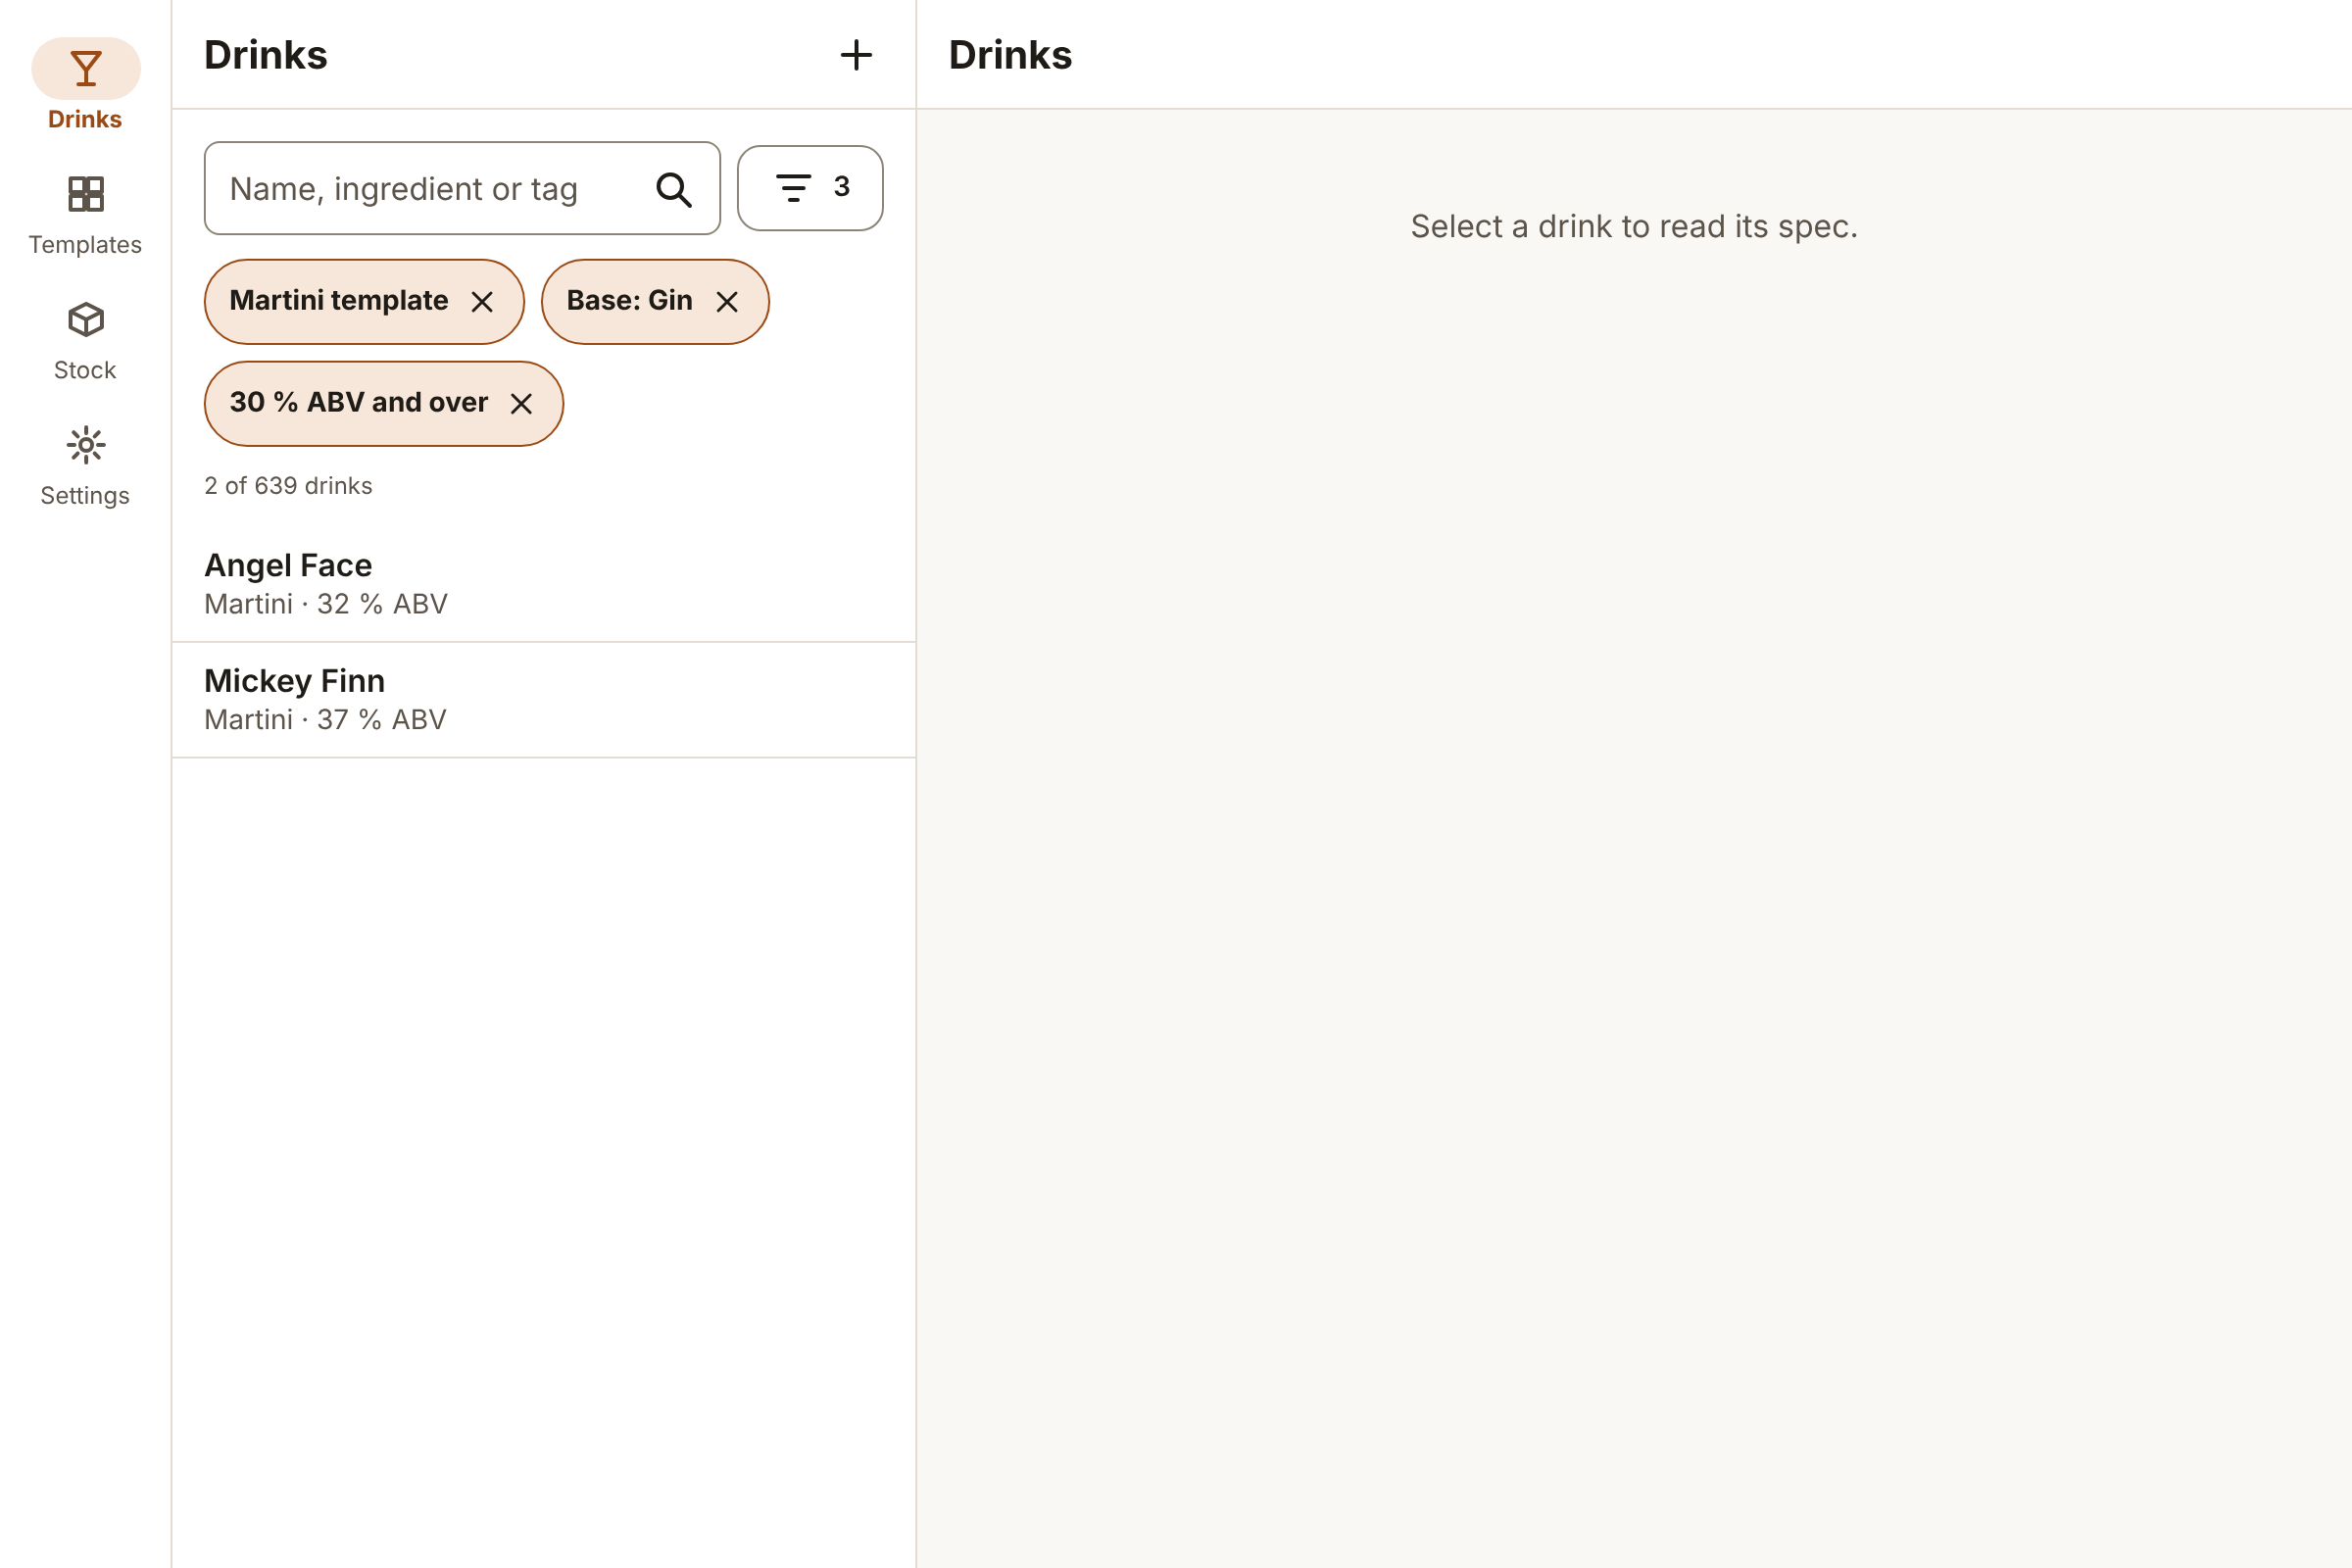 Drinks
Templates
Stock
Settings
Drinks
Name, ingredient or tag
3
Martini template
Base: Gin
30 % ABV and over
2 of 639 drinks
Angel Face
Martini · 32 % ABV
Mickey Finn
Martini · 37 % ABV
Drinks
Select a drink to read its spec.